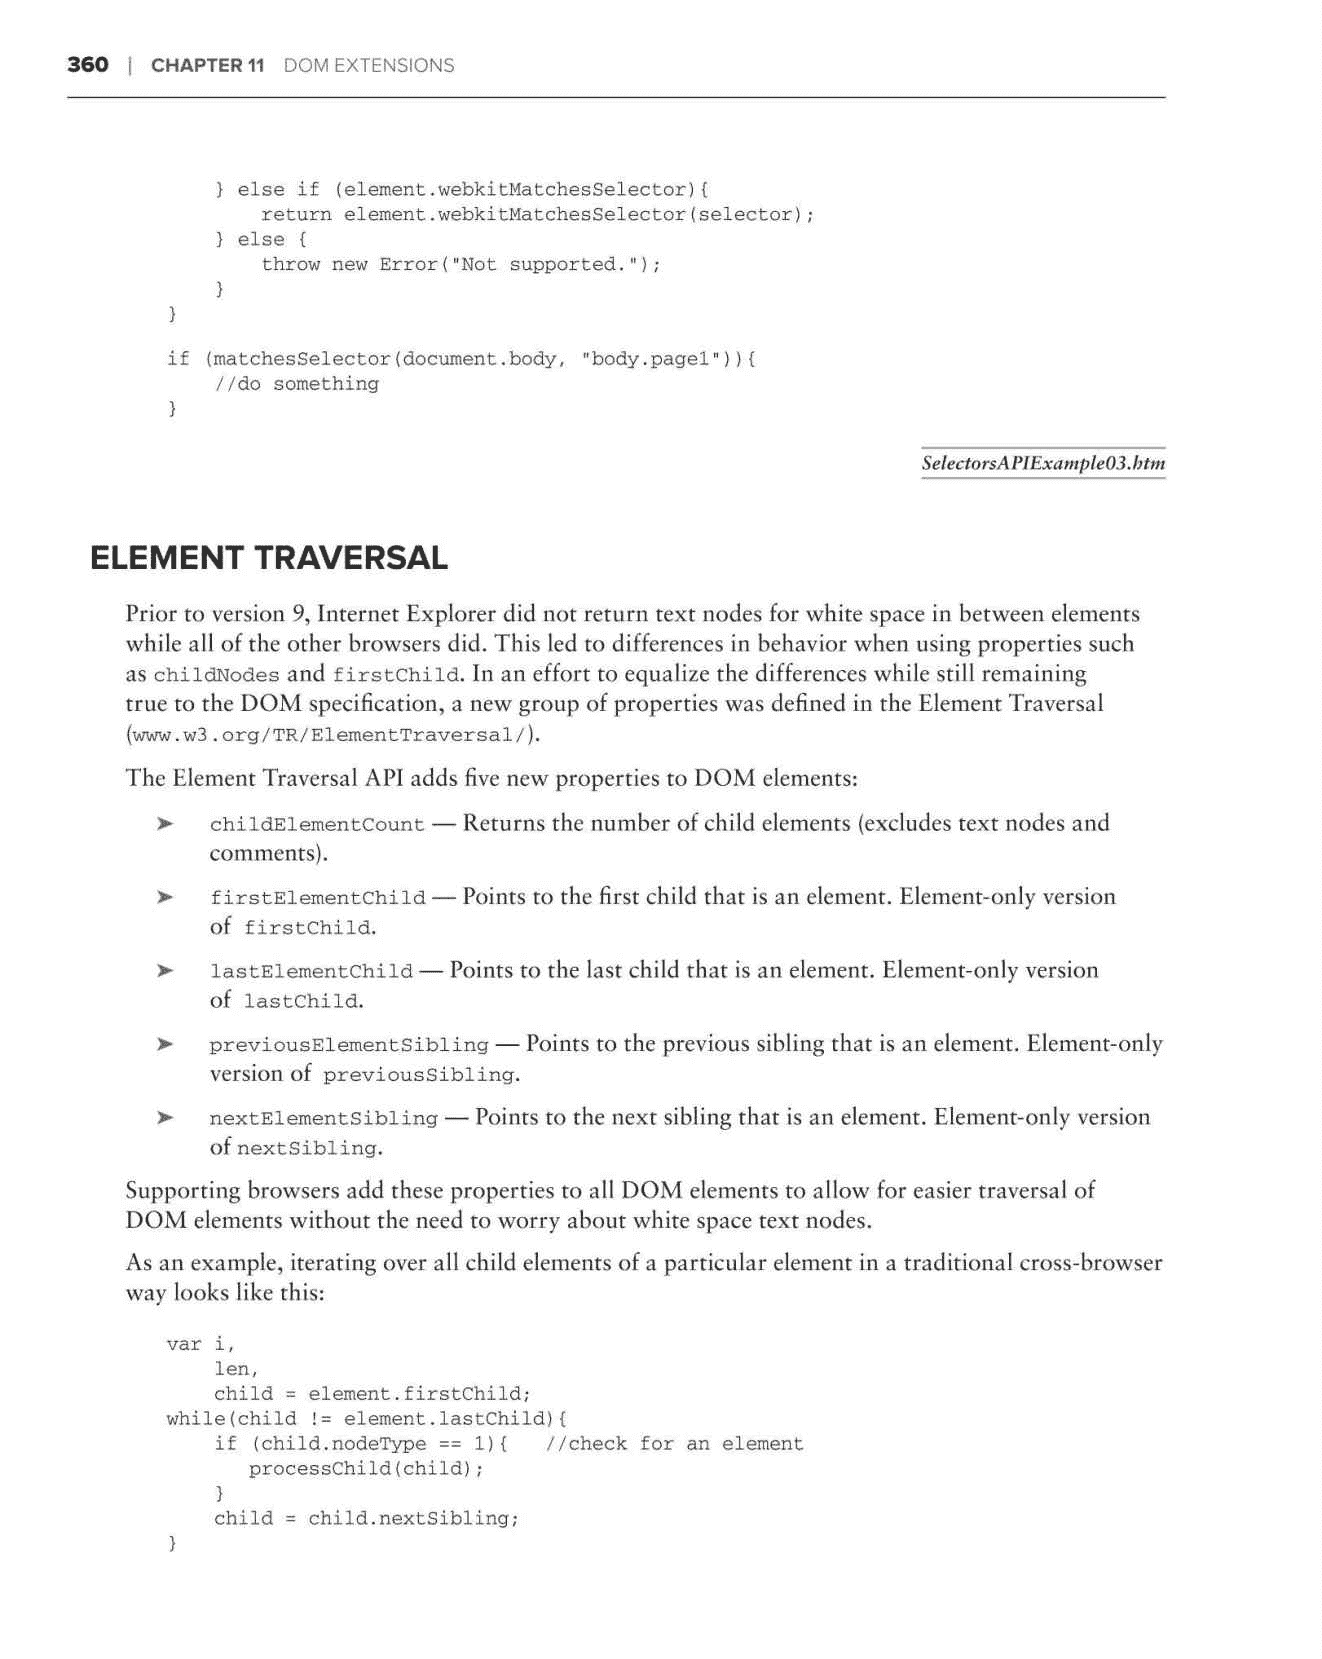 360 | CHAPTER 11 DOM EXTENSIONS
} else if (element.webkitMatchesSelector){
return element.webkitMatchesSelector(selector);
} else {
throw new Error("Not supported.");
}
}
if (matchesSelector(document.body, "body.page1")){
//do something
}
SelectorsAPIExample03.htm
ELEMENT TRAVERSAL
Prior to version 9, Internet Explorer did not return text nodes for white space in between elements
while all of the other browsers did. This led to differences in behavior when using properties such
as childNodes and firstChild. In an effort to equalize the differences while still remaining
true to the DOM specification, a new group of properties was defined in the Element Traversal
(www.w3.org/TR/ElementTraversal/).
The Element Traversal API adds five new properties to DOM elements:
➤ childElementCount — Returns the number of child elements (excludes text nodes and
comments).
➤ firstElementChild — Points to the first child that is an element. Element-only version
of firstChild.
➤ lastElementChild — Points to the last child that is an element. Element-only version
of lastChild.
➤ previousElementSibling — Points to the previous sibling that is an element. Element-only
version of previousSibling.
➤ nextElementSibling — Points to the next sibling that is an element. Element-only version
of nextSibling.
Supporting browsers add these properties to all DOM elements to allow for easier traversal of
DOM elements without the need to worry about white space text nodes.
As an example, iterating over all child elements of a particular element in a traditional cross-browser
way looks like this:
var i,
len,
child = element.firstChild;
while(child != element.lastChild){
if (child.nodeType == 1){ //check for an element
processChild(child);
}
child = child.nextSibling;
}